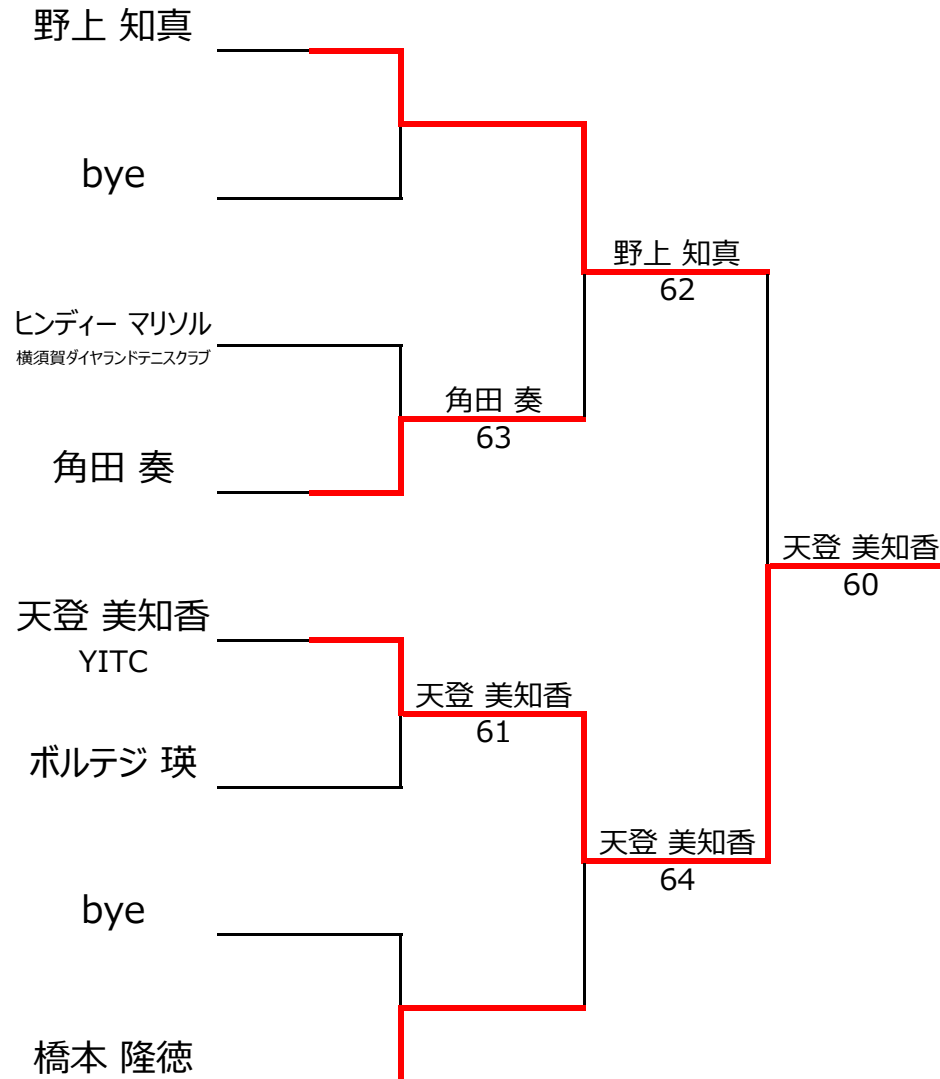 野上 知真
bye
野上 知真
62
ヒンディー マリソル
横須賀ダイヤランドテニスクラブ
角田 奏
63
角田 奏
天登 美知香
60
天登 美知香
YITC
天登 美知香
61
ボルテジ 瑛
天登 美知香
64
bye
橋本 隆徳